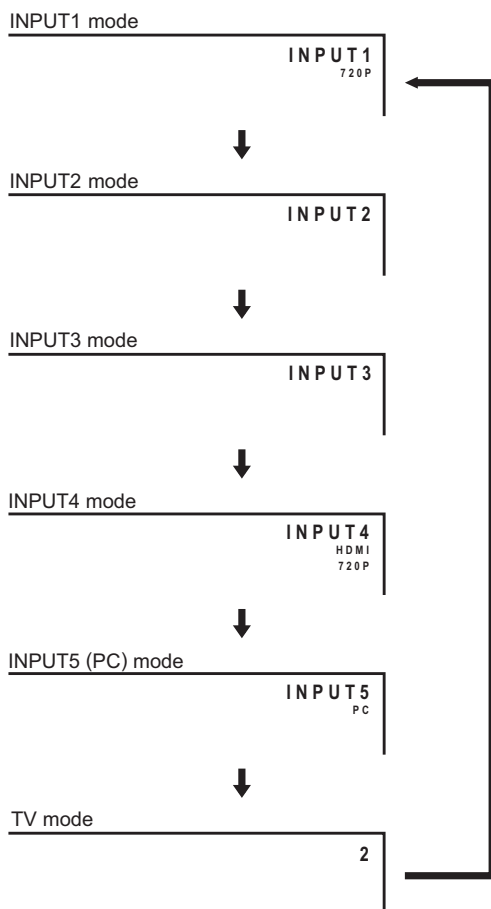 INPUT1 mode
INPUT1
720P
INPUT2 mode
INPUT2
INPUT3 mode
INPUT3
INPUT4 mode
INPUT4
HDMI
720P
INPUT5 (PC) mode
INPUT5
PC
TV mode
2